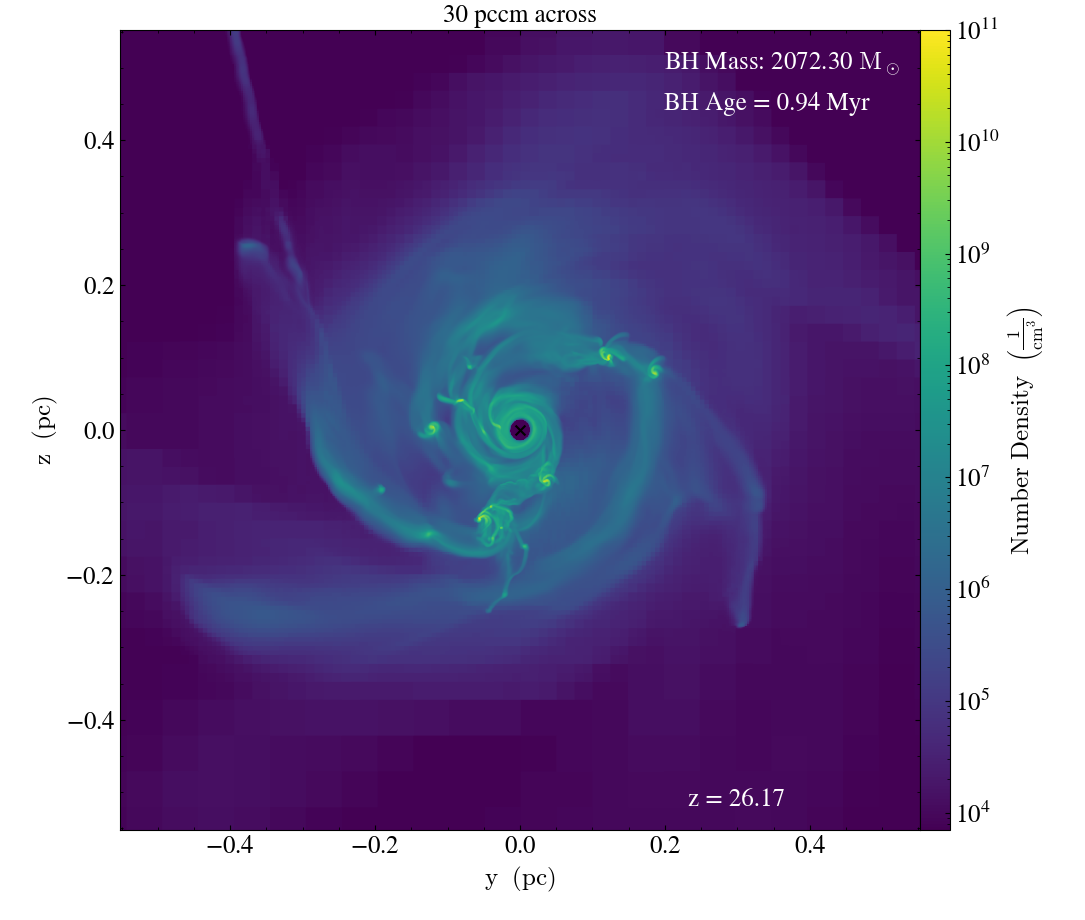 30 pccm across
BH Mass: 2072.30 M☉
BH Age = 0.94 Myr
z = 26.17
z (pc)
0.4
0.2
0.0
−0.2
−0.4
−0.4 −0.2 0.0 0.2 0.4
y (pc)
10¹¹
10¹⁰
10⁹
10⁸
10⁷
10⁶
10⁵
10⁴
Number Density (1/cm³)